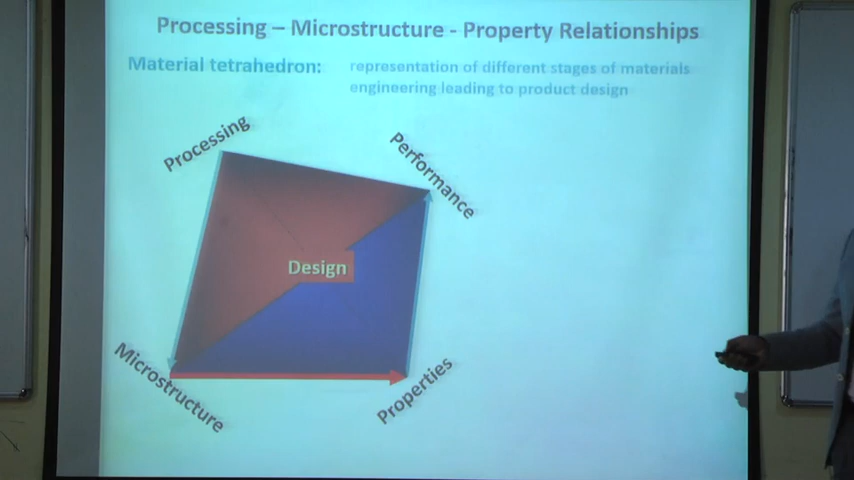 Processing – Microstructure - Property Relationships
Material tetrahedron:
representation of different stages of materials
engineering leading to product design
Processing
Performance
Design
Microstructure
Properties